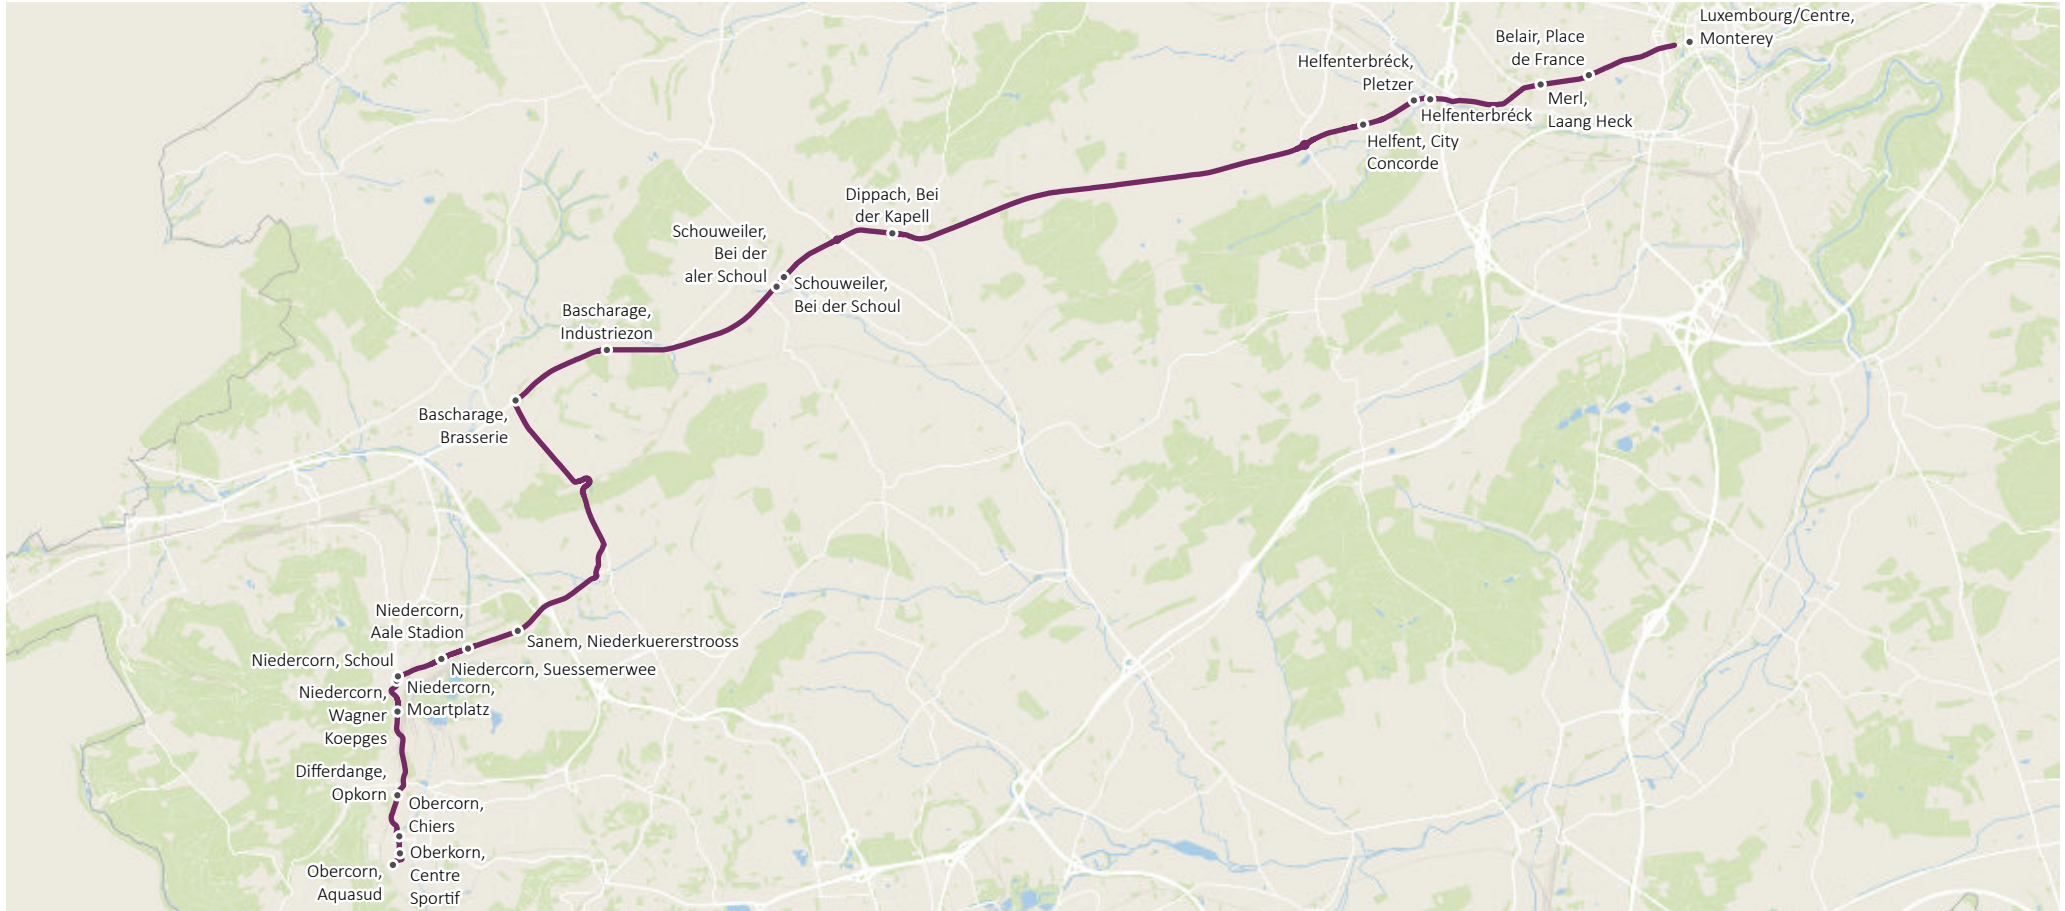 Luxembourg/Centre,
Monterey
Belair, Place
de France
Helfenterbréck,
Pletzer
Merl,
Laang Heck
Helfenterbréck
Helfent, City
Concorde
Dippach, Bei
der Kapell
Schouweiler,
Bei der
aler Schoul
Schouweiler,
Bei der Schoul
Bascharage,
Industriezon
Bascharage,
Brasserie
Niedercorn,
Aale Stadion
Sanem, Niederkuererstrooss
Niedercorn, Schoul
Niedercorn, Suessemerwee
Niedercorn,
Moartplatz
Niedercorn,
Wagner
Koepges
Differdange,
Opkorn
Obercorn,
Chiers
Oberkorn,
Centre
Sportif
Obercorn,
Aquasud